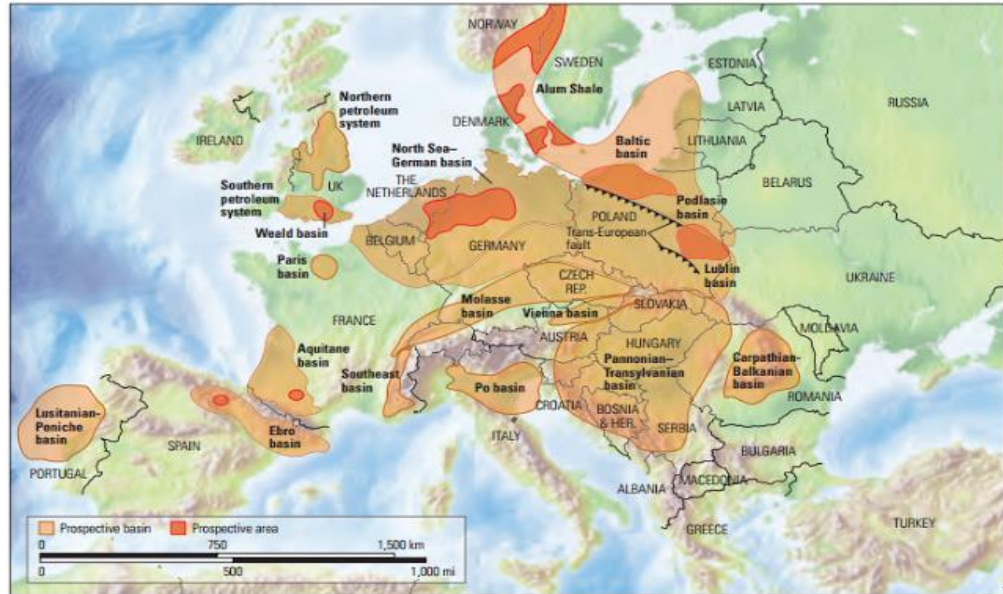 NORWAY
SWEDEN
ESTONIA
RUSSIA
Alum Shale
LATVIA
Northern
petroleum
system
DENMARK
IRELAND
LITHUANIA
Baltic
basin
North Sea–
German basin
UK
THE
NETHERLANDS
BELARUS
Southern
petroleum
system
Podlasie
basin
POLAND
Trans-European
fault
Weald basin
BELGIUM
GERMANY
Paris
basin
Lublin
basin
UKRAINE
CZECH
REP.
Molasse
basin
SLOVAKIA
Vienna basin
FRANCE
AUSTRIA
MOLDAVIA
HUNGARY
Aquitane
basin
Pannonian–
Transylvanian
basin
Carpathian-
Balkanian
basin
Southeast
basin
Po basin
CROATIA
ROMANIA
Lusitanian-
Peniche
basin
BOSNIA
& HER.
SERBIA
Ebro
basin
ITALY
SPAIN
BULGARIA
PORTUGAL
ALBANIA
MACEDONIA
TURKEY
GREECE
Prospective basin
Prospective area
0 750 1,500 km
0 500 1,000 mi